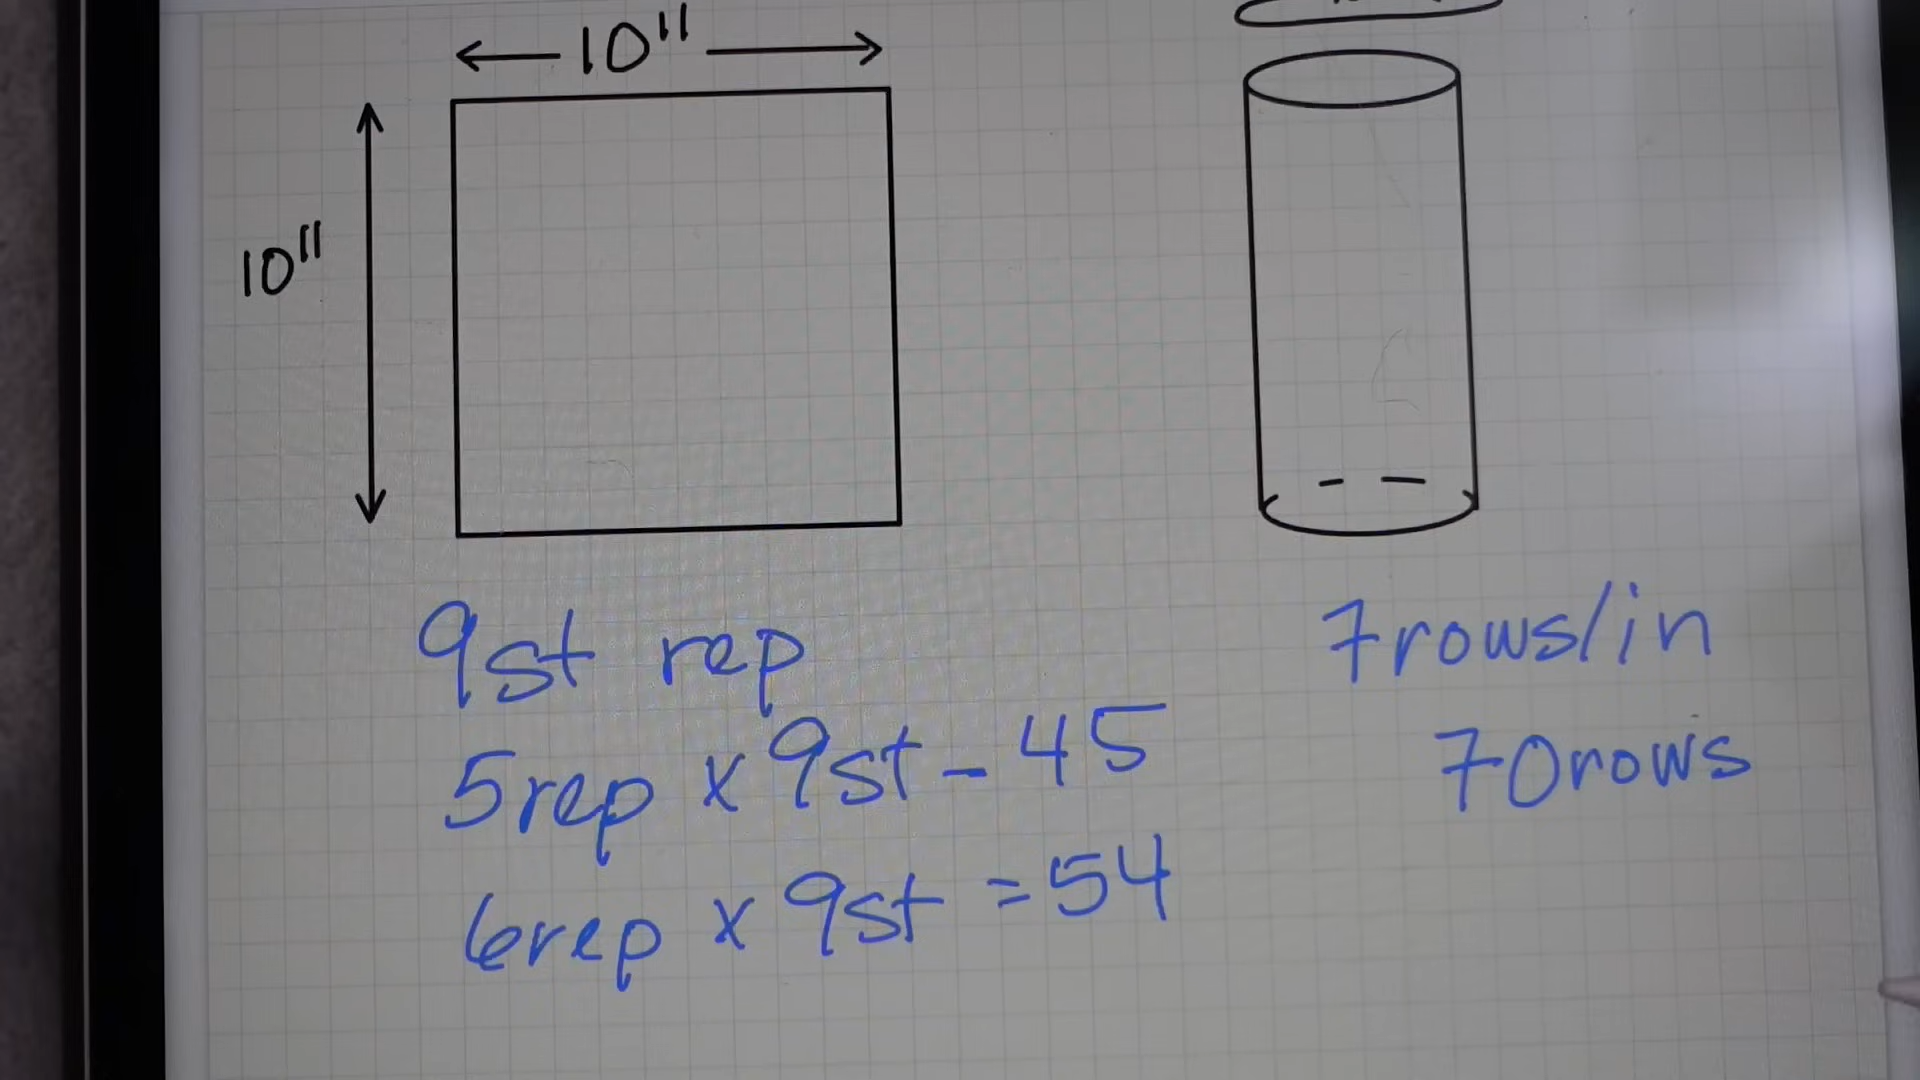 10"
10"
9st rep
5rep x 9st - 45
6rep x 9st = 54
7rows/in
70rows